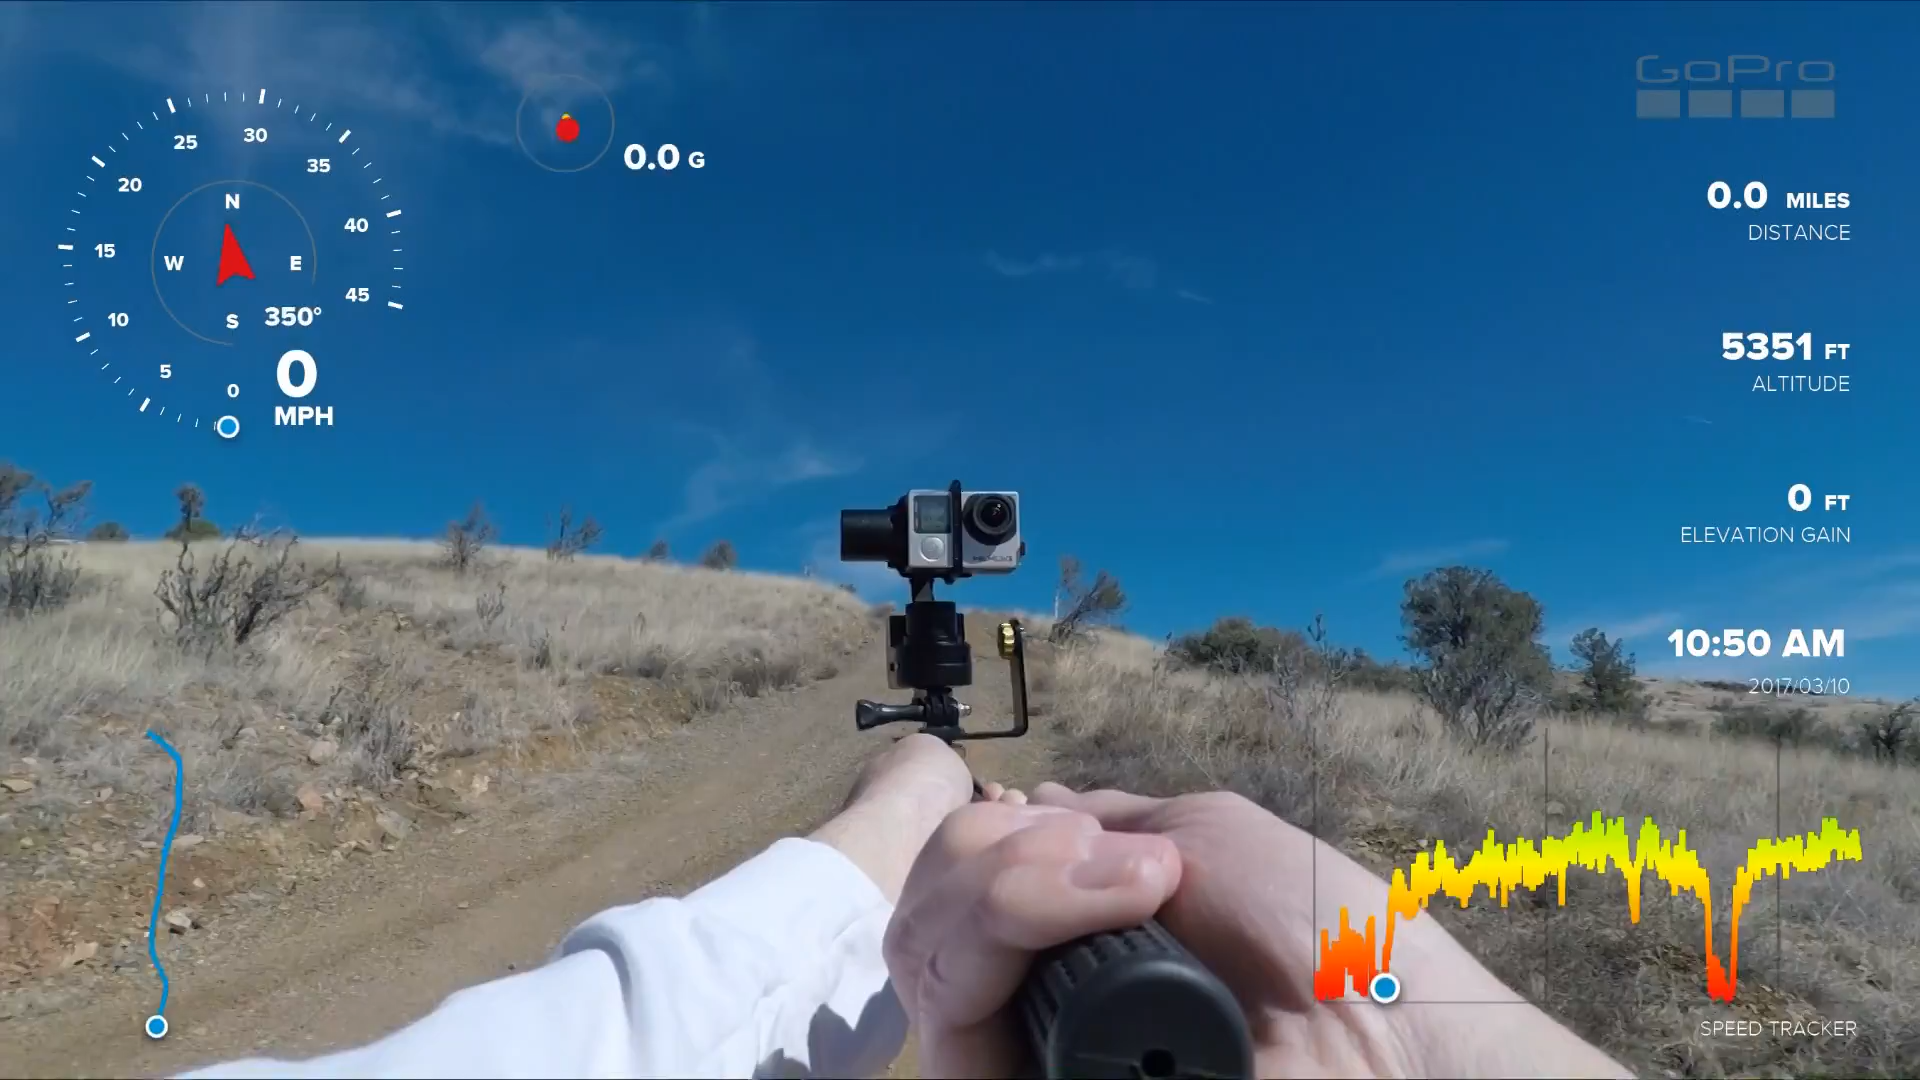 GoPro
25
30
35
20
40
15
45
10
5
0
N
W
E
S
350°
0
MPH
0.0 G
0.0 MILES
DISTANCE
5351 FT
ALTITUDE
0 FT
ELEVATION GAIN
10:50 AM
2017/03/10
SPEED TRACKER